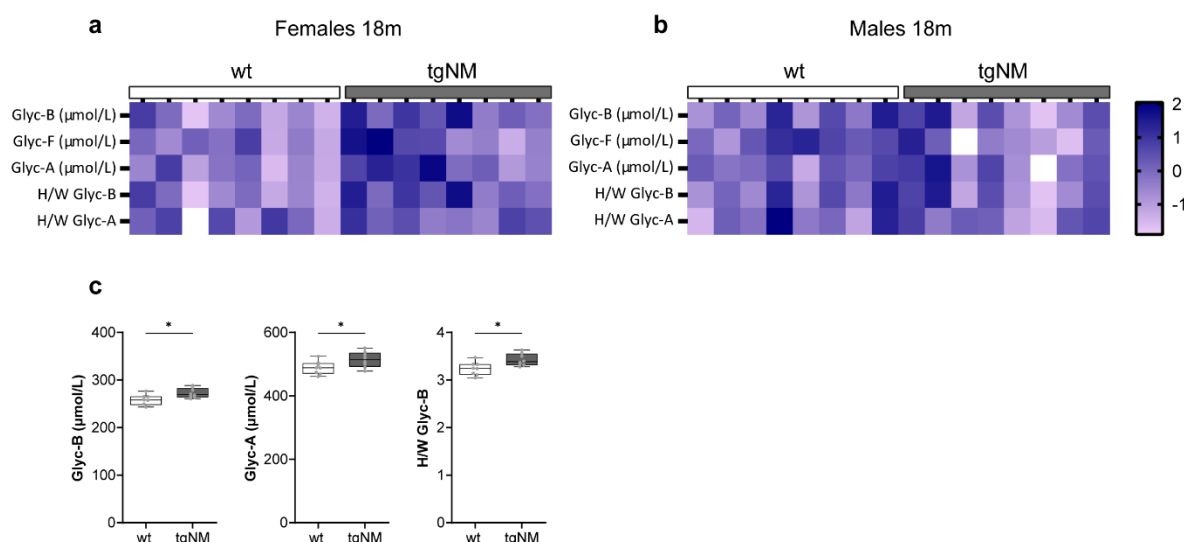 a Females 18m
wt tgNM
Glyc-B (μmol/L)
Glyc-F (μmol/L)
Glyc-A (μmol/L)
H/W Glyc-B
H/W Glyc-A
b Males 18m
wt tgNM
Glyc-B (μmol/L)
Glyc-F (μmol/L)
Glyc-A (μmol/L)
H/W Glyc-B
H/W Glyc-A
2
1
0
-1
c
Glyc-B (μmol/L)
400
300
200
100
0
*
wt tgNM
Glyc-A (μmol/L)
600
400
200
0
*
wt tgNM
H/W Glyc-B
4
3
2
1
0
*
wt tgNM